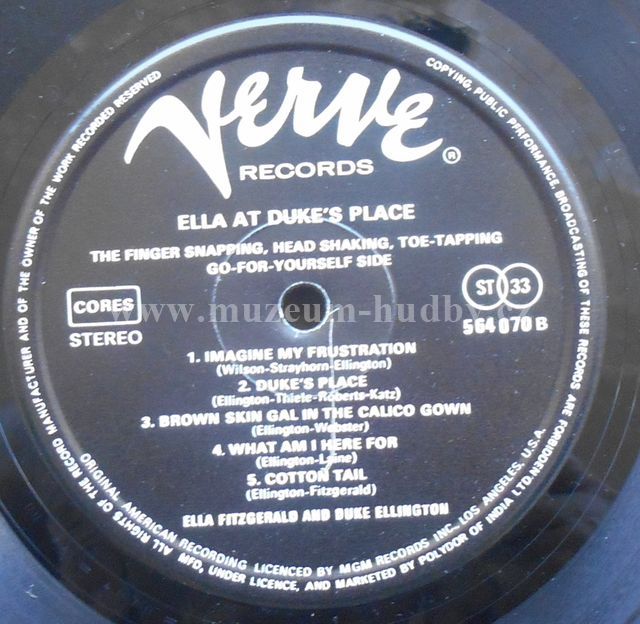 Verve
®
RECORDS
ELLA AT DUKE'S PLACE
THE FINGER SNAPPING, HEAD SHAKING, TOE-TAPPING
GO-FOR-YOURSELF SIDE
CORES
STEREO
ST 33
564 070 B
www.muzeum-hudby.cz
1. IMAGINE MY FRUSTRATION
(Wilson-Strayhorn-Ellington)
2. DUKE'S PLACE
(Ellington-Thiele-Roberts-Katz)
3. BROWN SKIN GAL IN THE CALICO GOWN
(Ellington-Webster)
4. WHAT AM I HERE FOR
(Ellington-Laine)
5. COTTON TAIL
(Ellington-Fitzgerald)
ELLA FITZGERALD AND DUKE ELLINGTON
ALL RIGHTS OF THE RECORD MANUFACTURER AND OF THE OWNER OF THE WORK RECORDED RESERVED
COPYING, PUBLIC PERFORMANCE, BROADCASTING OF THESE RECORDS ARE FORBIDDEN
ORIGINAL AMERICAN RECORDING LICENCED BY MGM RECORDS INC., LOS ANGELES, U.S.A.
MFD, UNDER LICENCE, AND MARKETED BY POLYDOR OF INDIA LTD.